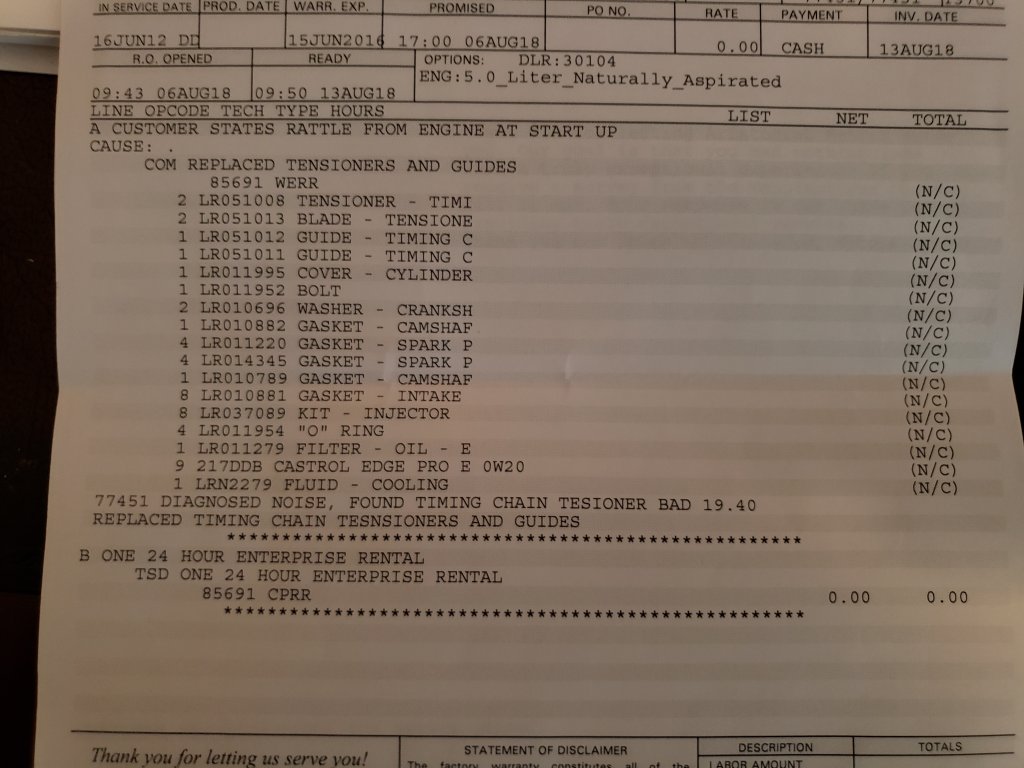 IN SERVICE DATE PROD. DATE WARR. EXP. PROMISED PO NO. RATE PAYMENT INV. DATE
16JUN12 DD 15JUN2016 17:00 06AUG18 0.00 CASH 13AUG18
R.O. OPENED READY OPTIONS: DLR:30104
ENG:5.0_Liter_Naturally_Aspirated
09:43 06AUG18 09:50 13AUG18
LINE OPCODE TECH TYPE HOURS LIST NET TOTAL
A CUSTOMER STATES RATTLE FROM ENGINE AT START UP
CAUSE: .
COM REPLACED TENSIONERS AND GUIDES
85691 WERR (N/C)
2 LR051008 TENSIONER - TIMI (N/C)
2 LR051013 BLADE - TENSIONE (N/C)
1 LR051012 GUIDE - TIMING C (N/C)
1 LR051011 GUIDE - TIMING C (N/C)
1 LR011995 COVER - CYLINDER (N/C)
1 LR011952 BOLT (N/C)
2 LR010696 WASHER - CRANKSH (N/C)
1 LR010882 GASKET - CAMSHAF (N/C)
4 LR011220 GASKET - SPARK P (N/C)
4 LR014345 GASKET - SPARK P (N/C)
1 LR010789 GASKET - CAMSHAF (N/C)
8 LR010881 GASKET - INTAKE (N/C)
8 LR037089 KIT - INJECTOR (N/C)
4 LR011954 "O" RING (N/C)
1 LR011279 FILTER - OIL - E (N/C)
9 217DDB CASTROL EDGE PRO E 0W20 (N/C)
1 LRN2279 FLUID - COOLING (N/C)
77451 DIAGNOSED NOISE, FOUND TIMING CHAIN TESIONER BAD 19.40
REPLACED TIMING CHAIN TESNSIONERS AND GUIDES
****************************************************
B ONE 24 HOUR ENTERPRISE RENTAL
TSD ONE 24 HOUR ENTERPRISE RENTAL
85691 CPRR 0.00 0.00
****************************************************
Thank you for letting us serve you! STATEMENT OF DISCLAIMER DESCRIPTION TOTALS
The factory warranty constitutes all of the LABOR AMOUNT